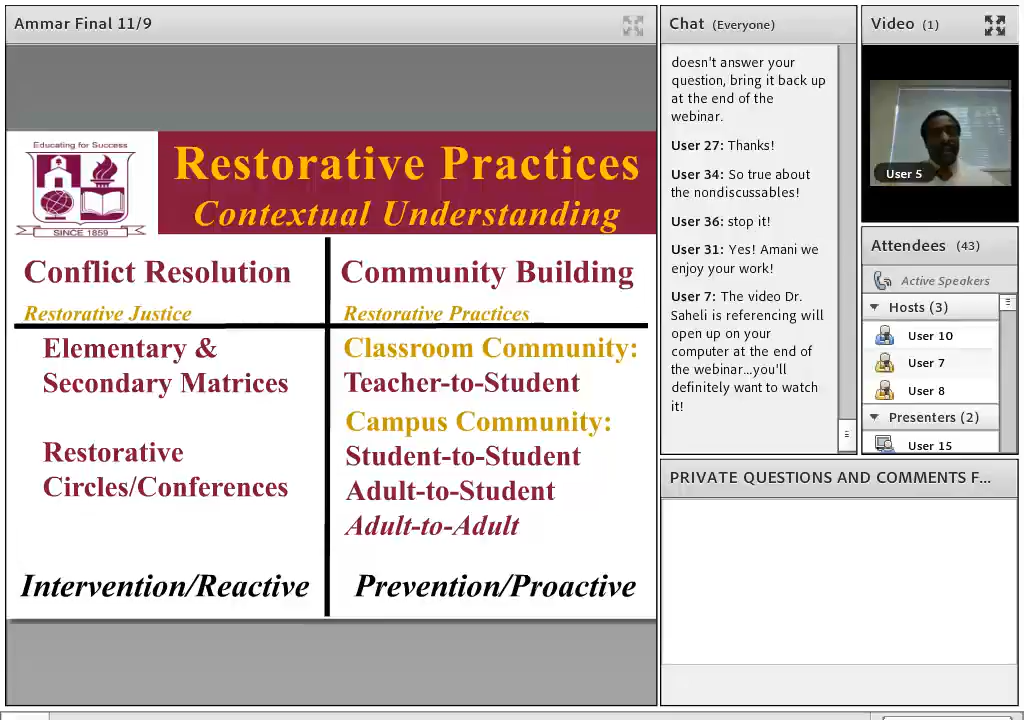 Ammar Final 11/9
Educating for Success
SINCE 1859
Restorative Practices
Contextual Understanding
Conflict Resolution
Restorative Justice
Elementary &
Secondary Matrices
Restorative
Circles/Conferences
Intervention/Reactive
Community Building
Restorative Practices
Classroom Community:
Teacher-to-Student
Campus Community:
Student-to-Student
Adult-to-Student
Adult-to-Adult
Prevention/Proactive
Chat (Everyone)
doesn't answer your
question, bring it back up
at the end of the
webinar.
User 27: Thanks!
User 34: So true about
the nondiscussables!
User 36: stop it!
User 31: Yes! Amani we
enjoy your work!
User 7: The video Dr.
Saheli is referencing will
open up on your
computer at the end of
the webinar...you'll
definitely want to watch
it!
Video (1)
User 5
Attendees (43)
Active Speakers
Hosts (3)
User 10
User 7
User 8
Presenters (2)
User 15
PRIVATE QUESTIONS AND COMMENTS F...